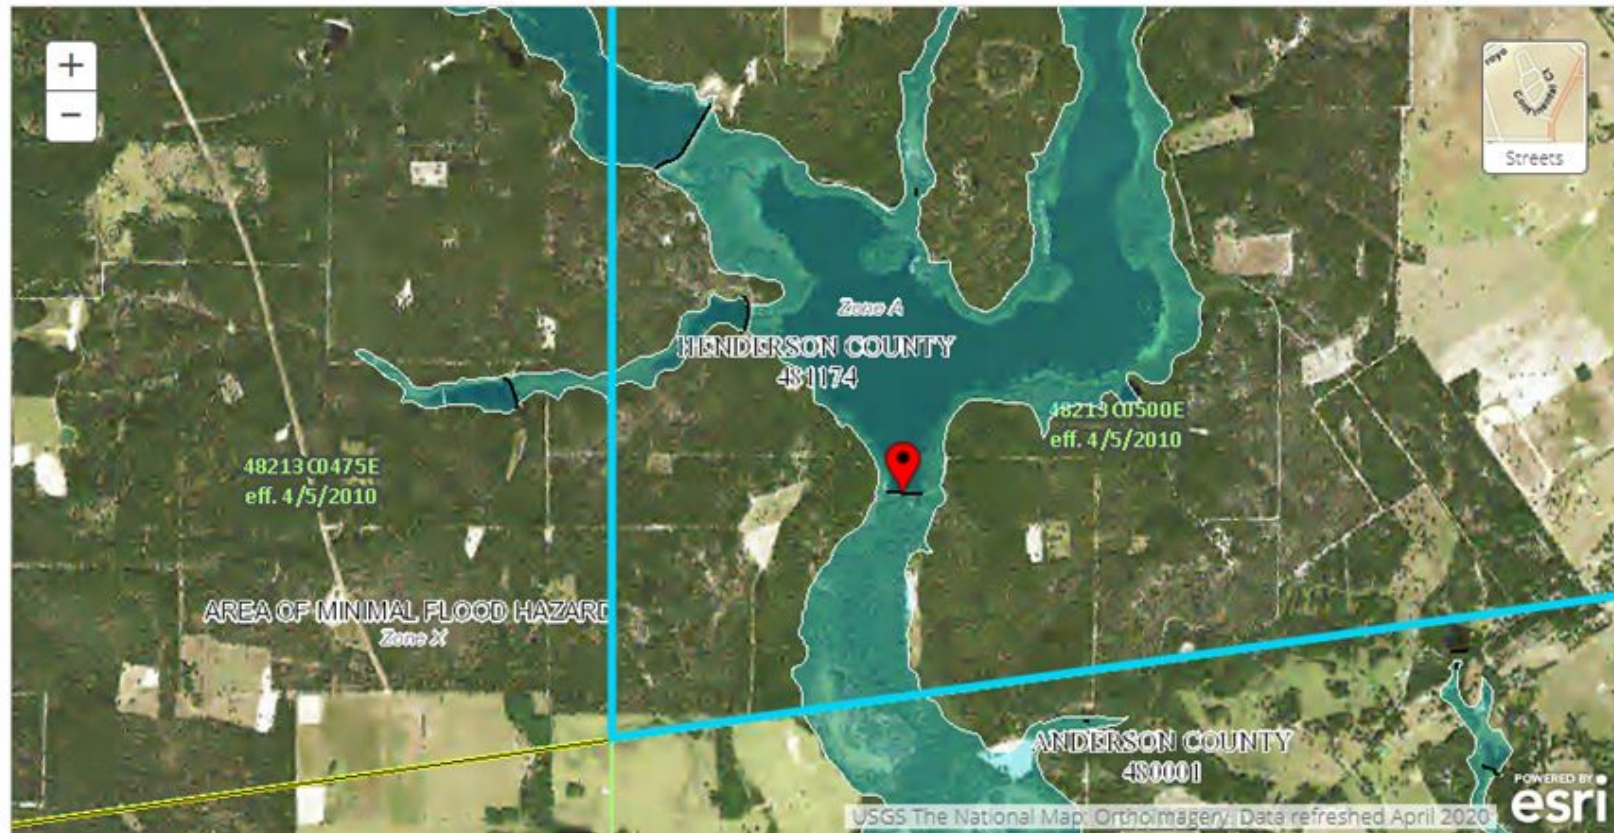 +
−
Streets
Zone A
HENDERSON COUNTY
481174
48213C0500E
eff. 4/5/2010
48213C0475E
eff. 4/5/2010
AREA OF MINIMAL FLOOD HAZARD
Zone X
ANDERSON COUNTY
480001
POWERED BY
esri
USGS The National Map: Orthoimagery. Data refreshed April 2020